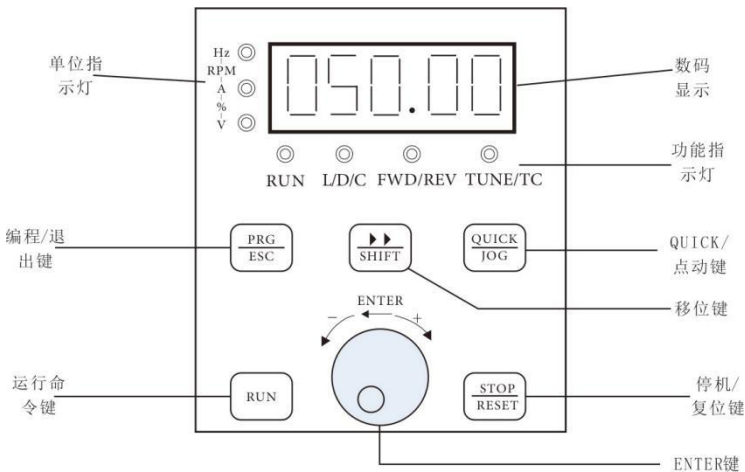 单位指
示灯
Hz
RPM
A
%
V
050.00
数码
显示
RUN L/D/C FWD/REV TUNE/TC
功能指
示灯
编程/退
出键
PRG
ESC
SHIFT
QUICK
JOG
QUICK/
点动键
移位键
ENTER
- +
运行命
令键
RUN
STOP
RESET
停机/
复位键
ENTER键